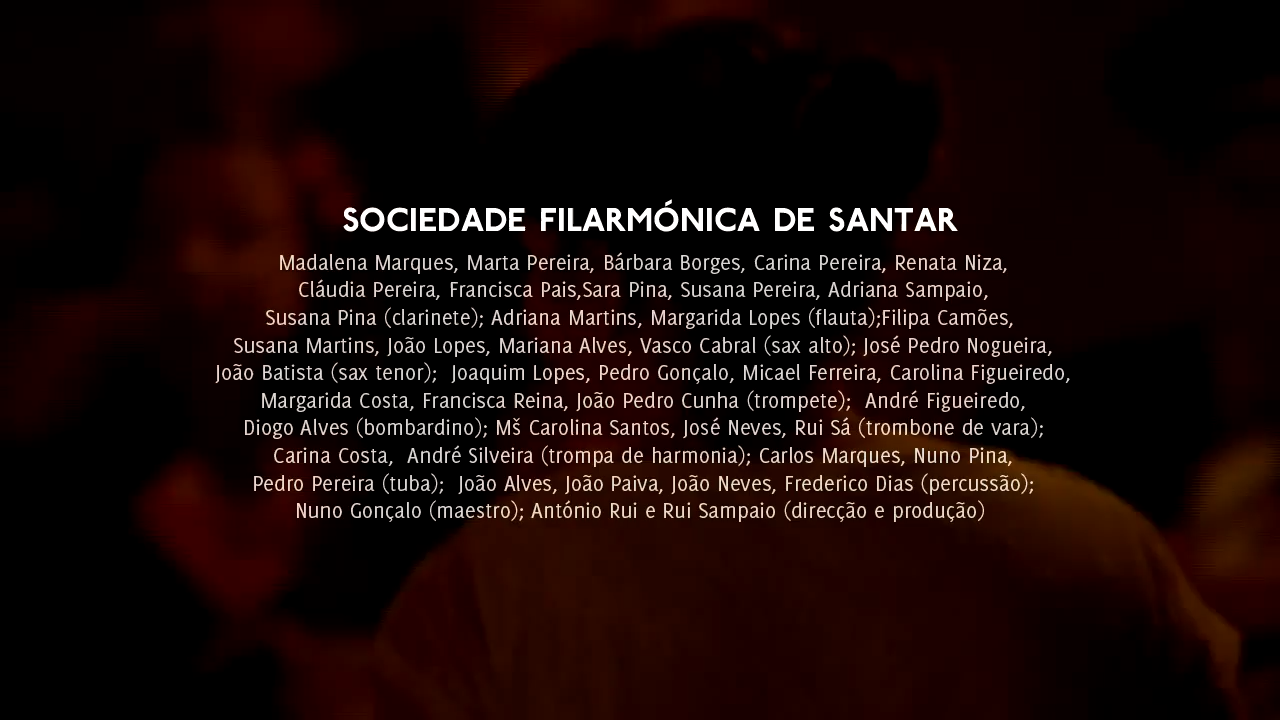 SOCIEDADE FILARMÓNICA DE SANTAR
Madalena Marques, Marta Pereira, Bárbara Borges, Carina Pereira, Renata Niza,
Cláudia Pereira, Francisca Pais,Sara Pina, Susana Pereira, Adriana Sampaio,
Susana Pina (clarinete); Adriana Martins, Margarida Lopes (flauta);Filipa Camões,
Susana Martins, João Lopes, Mariana Alves, Vasco Cabral (sax alto); José Pedro Nogueira,
João Batista (sax tenor);  Joaquim Lopes, Pedro Gonçalo, Micael Ferreira, Carolina Figueiredo,
Margarida Costa, Francisca Reina, João Pedro Cunha (trompete);  André Figueiredo,
Diogo Alves (bombardino); Mš Carolina Santos, José Neves, Rui Sá (trombone de vara);
Carina Costa,  André Silveira (trompa de harmonia); Carlos Marques, Nuno Pina,
Pedro Pereira (tuba);  João Alves, João Paiva, João Neves, Frederico Dias (percussão);
Nuno Gonçalo (maestro); António Rui e Rui Sampaio (direcção e produção)